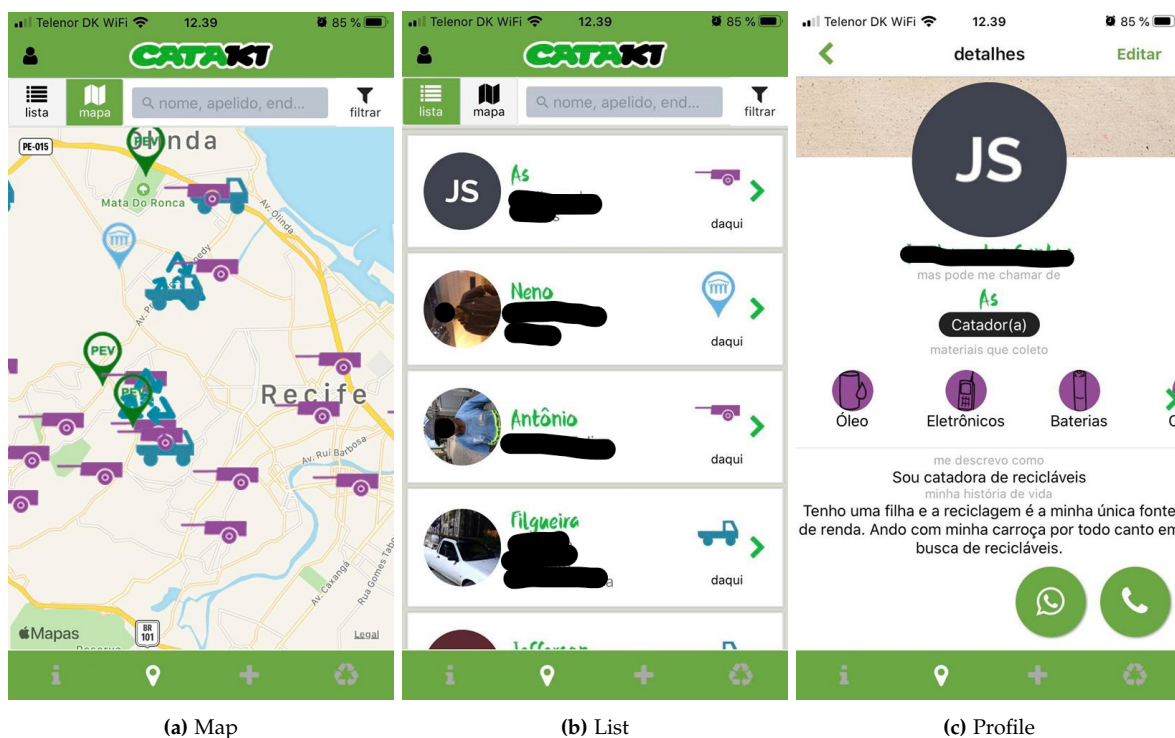 Telenor DK WiFi 12.39 85 %
CATAKI
lista mapa nome, apelido, end... filtrar
Olinda
PEV
PE-015
Mata Do Ronca
Av. Olinda
PEV
PEV
Recife
Av. Rui Barbosa
Av. Caxangá
Rua Gomes Tabo
Mapas
BR
101
Legal
(a) Map
Telenor DK WiFi 12.39 85 %
CATAKI
lista mapa nome, apelido, end... filtrar
JS
As
daqui
Neno
daqui
Antônio
daqui
Filgueira
daqui
Jefferson
(b) List
Telenor DK WiFi 12.39 85 %
detalhes Editar
JS
mas pode me chamar de
As
Catador(a)
materiais que coleto
Óleo Eletrônicos Baterias
me descrevo como
Sou catadora de recicláveis
minha história de vida
Tenho uma filha e a reciclagem é a minha única fonte
de renda. Ando com minha carroça por todo canto em
busca de recicláveis.
(c) Profile